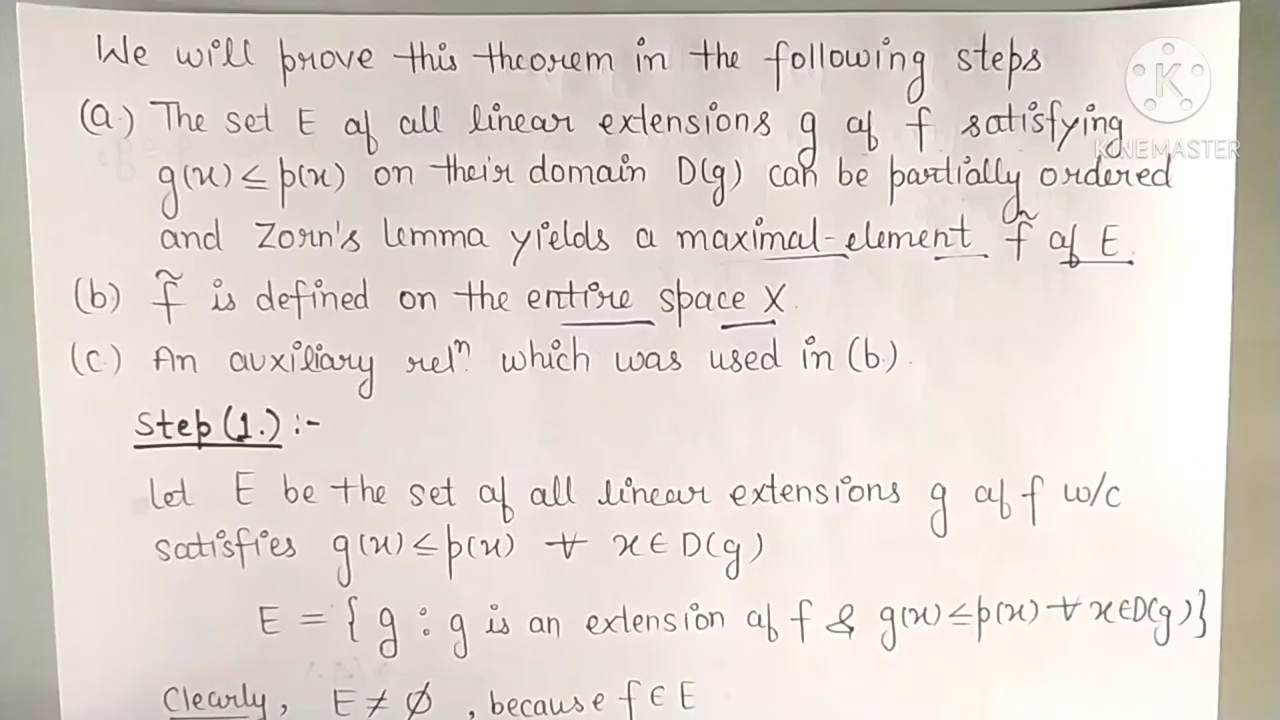 We will prove this theorem in the following steps
(a.) The set E of all linear extensions g of f satisfying
g(x) ≤ p(x) on their domain D(g) can be partially ordered
and Zorn's lemma yields a maximal element f̃ of E.
(b) f̃ is defined on the entire space X.
(c.) An auxiliary relⁿ. which was used in (b.).
Step (1.) :-
Let E be the set of all linear extensions g of f w/c
satisfies g(x) ≤ p(x) ∀ x ∈ D(g)
E = { g : g is an extension of f & g(x) ≤ p(x) ∀ x ∈ D(g) }
Clearly, E ≠ ∅ , because f ∈ E
K
KINEMASTER